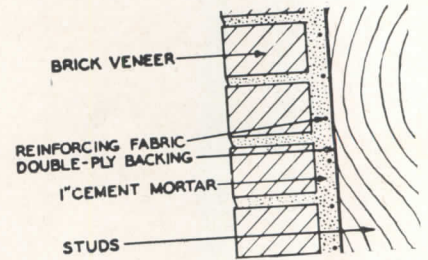 BRICK VENEER
REINFORCING FABRIC
DOUBLE-PLY BACKING
1" CEMENT MORTAR
STUDS